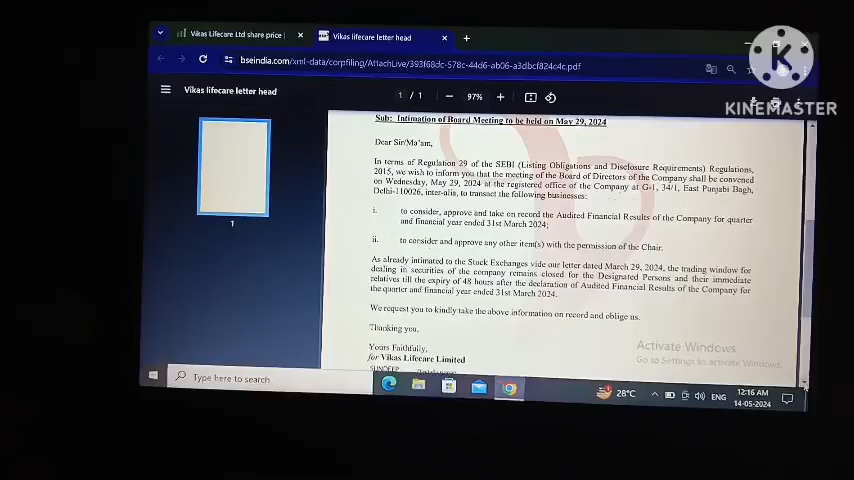 Vikas Lifecare Ltd share price |
Vikas lifecare letter head
bseindia.com/xml-data/corpfiling/AttachLive/393f68dc-578c-44d6-ab06-a3dbcf824c4c.pdf
Vikas lifecare letter head
1 / 1
97%
KINEMASTER
Sub: Intimation of Board Meeting to be held on May 29, 2024
Dear Sir/Ma'am,
In terms of Regulation 29 of the SEBI (Listing Obligations and Disclosure Requirements) Regulations,
2015, we wish to inform you that the meeting of the Board of Directors of the Company shall be convened
on Wednesday, May 29, 2024 at the registered office of the Company at G-1, 34/1, East Punjabi Bagh,
Delhi-110026, inter-alia, to transact the following businesses:
i. to consider, approve and take on record the Audited Financial Results of the Company for quarter
and financial year ended 31st March 2024;
ii. to consider and approve any other item(s) with the permission of the Chair.
As already intimated to the Stock Exchanges vide our letter dated March 29, 2024, the trading window for
dealing in securities of the company remains closed for the Designated Persons and their immediate
relatives till the expiry of 48 hours after the declaration of Audited Financial Results of the Company for
the quarter and financial year ended 31st March 2024.
We request you to kindly take the above information on record and oblige us.
Thanking you,
Yours Faithfully,
for Vikas Lifecare Limited
SUNDEEP
1
Activate Windows
Go to Settings to activate Windows.
Type here to search
28°C
ENG
12:16 AM
14-05-2024